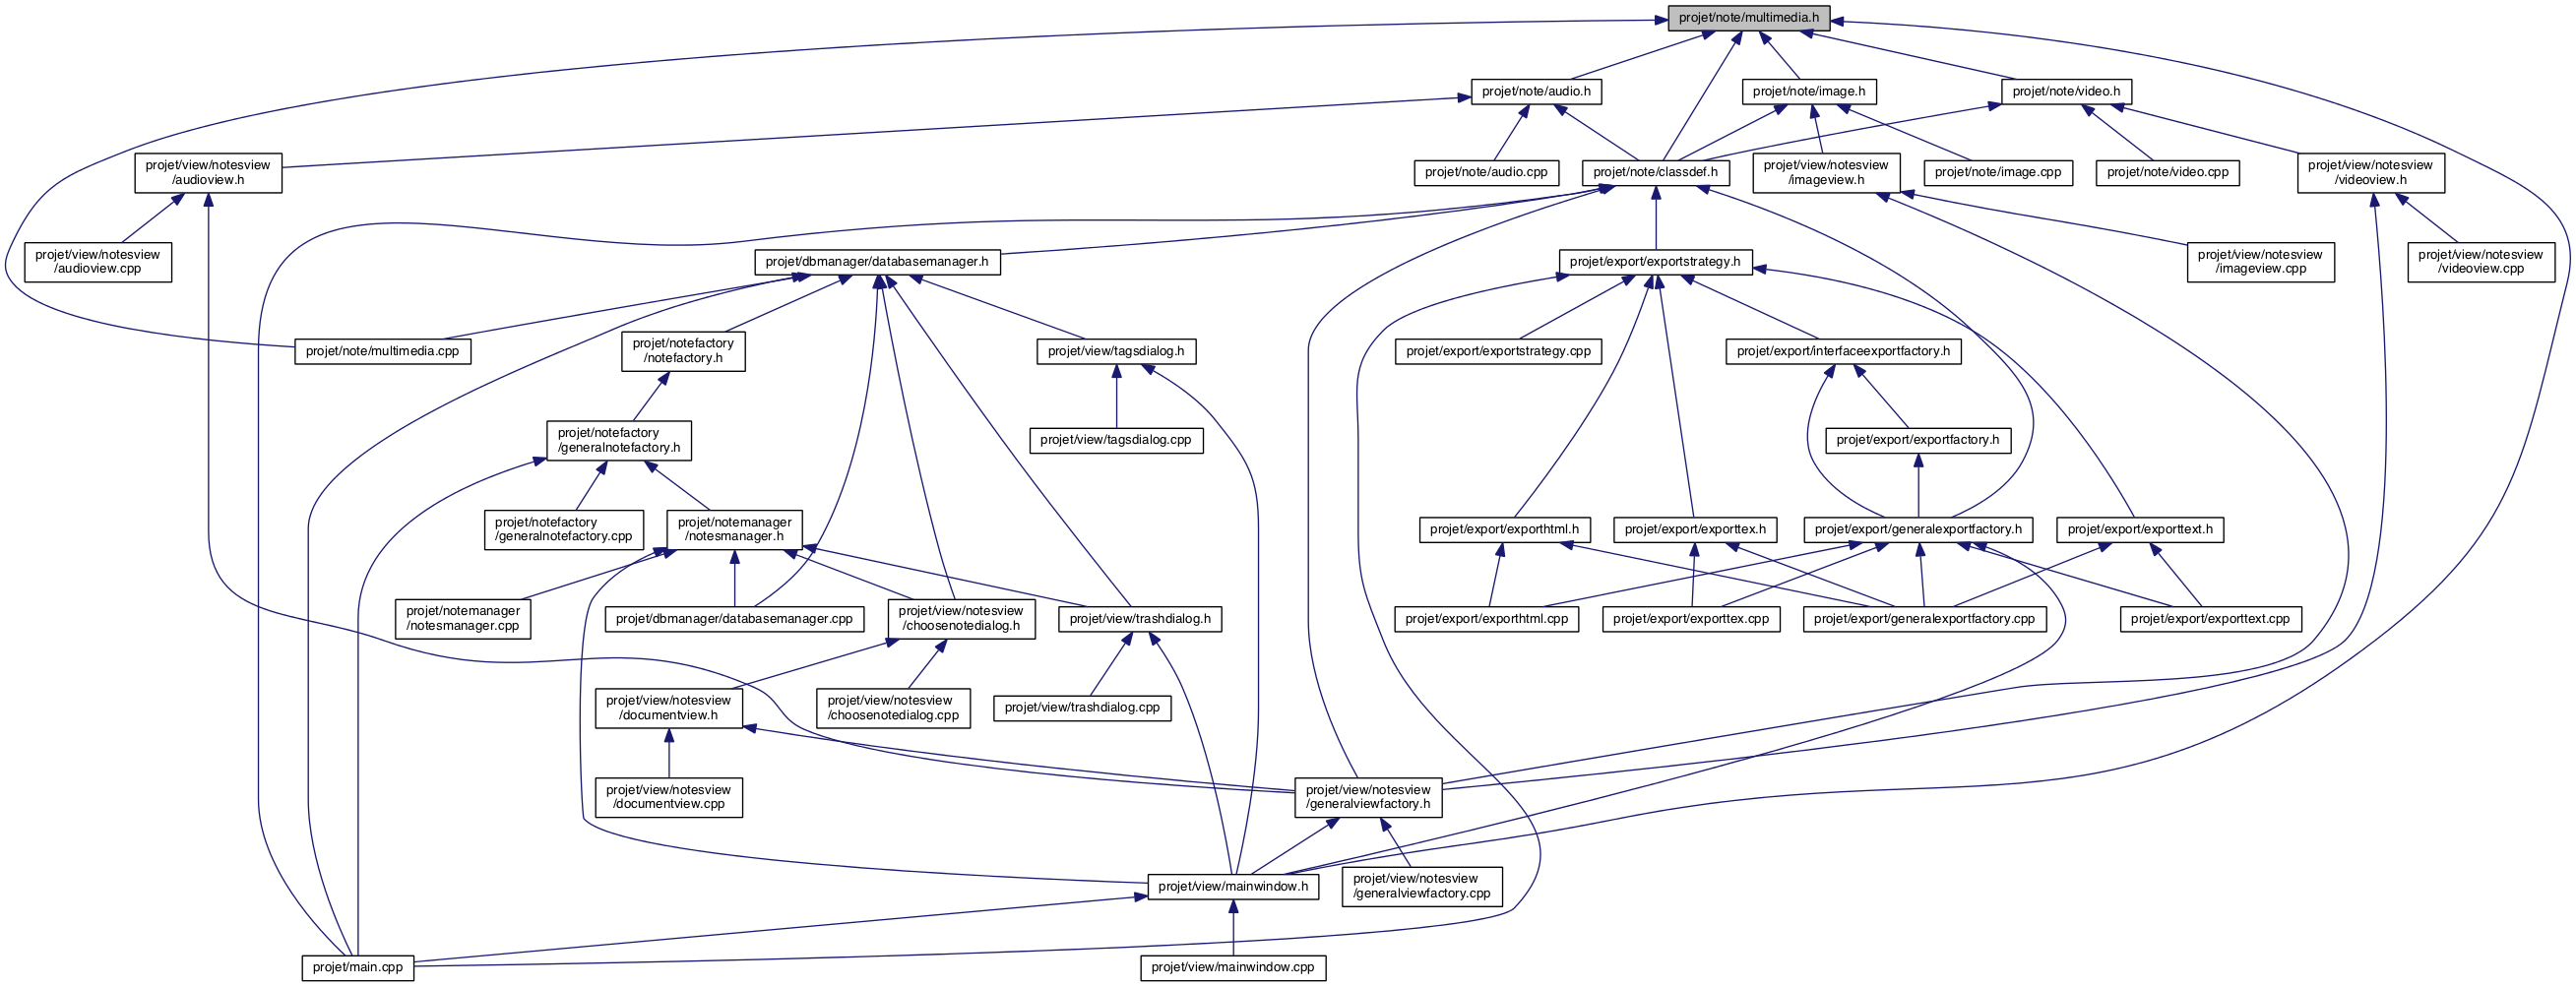 projet/note/multimedia.h
projet/note/audio.h
projet/note/image.h
projet/note/video.h
projet/view/notesview
/audioview.h
projet/note/audio.cpp
projet/note/classdef.h
projet/view/notesview
/imageview.h
projet/note/image.cpp
projet/note/video.cpp
projet/view/notesview
/videoview.h
projet/view/notesview
/audioview.cpp
projet/dbmanager/databasemanager.h
projet/export/exportstrategy.h
projet/view/notesview
/imageview.cpp
projet/view/notesview
/videoview.cpp
projet/note/multimedia.cpp
projet/notefactory
/notefactory.h
projet/view/tagsdialog.h
projet/export/exportstrategy.cpp
projet/export/interfaceexportfactory.h
projet/notefactory
/generalnotefactory.h
projet/view/tagsdialog.cpp
projet/export/exportfactory.h
projet/notefactory
/generalnotefactory.cpp
projet/notemanager
/notesmanager.h
projet/export/exporthtml.h
projet/export/exporttex.h
projet/export/generalexportfactory.h
projet/export/exporttext.h
projet/notemanager
/notesmanager.cpp
projet/dbmanager/databasemanager.cpp
projet/view/notesview
/choosenotedialog.h
projet/view/trashdialog.h
projet/export/exporthtml.cpp
projet/export/exporttex.cpp
projet/export/generalexportfactory.cpp
projet/export/exporttext.cpp
projet/view/notesview
/documentview.h
projet/view/notesview
/choosenotedialog.cpp
projet/view/trashdialog.cpp
projet/view/notesview
/documentview.cpp
projet/view/notesview
/generalviewfactory.h
projet/view/mainwindow.h
projet/view/notesview
/generalviewfactory.cpp
projet/main.cpp
projet/view/mainwindow.cpp